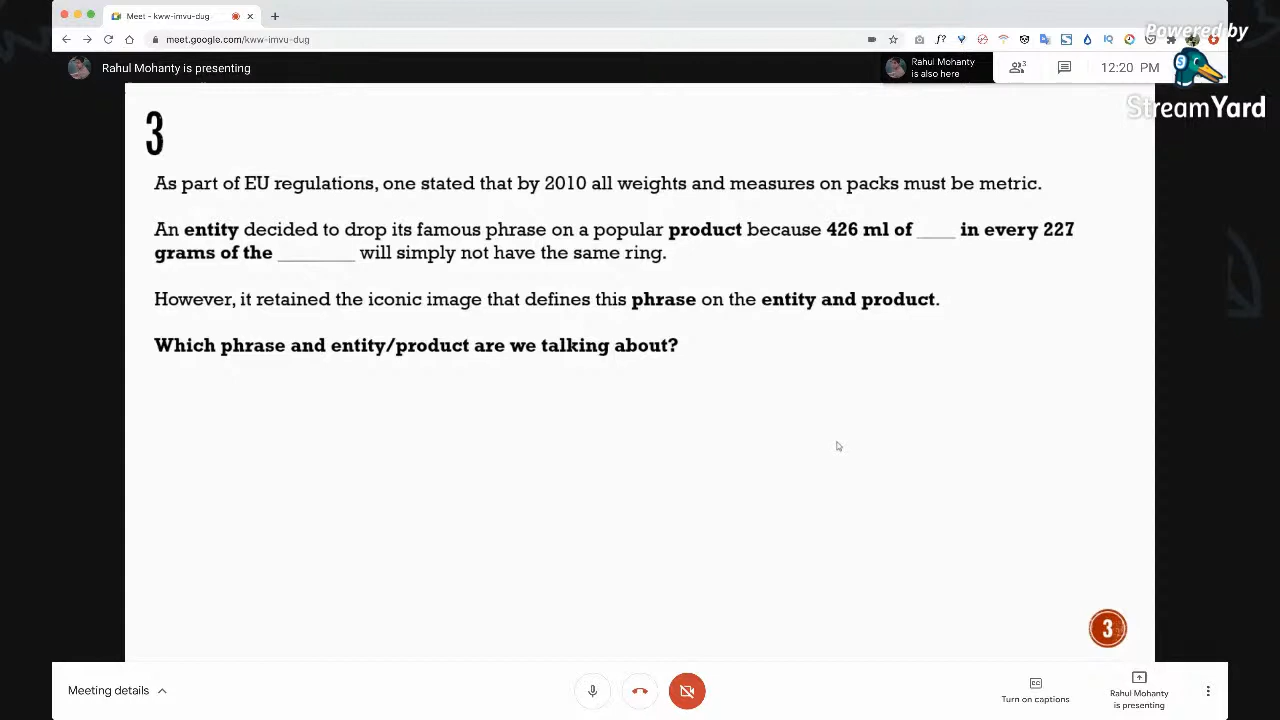 Meet - kww-imvu-dug
meet.google.com/kww-imvu-dug
Powered by
Rahul Mohanty is presenting
Rahul Mohanty
is also here
3
12:20 PM
StreamYard
3
As part of EU regulations, one stated that by 2010 all weights and measures on packs must be metric.
An entity decided to drop its famous phrase on a popular product because 426 ml of ____ in every 227
grams of the ________ will simply not have the same ring.
However, it retained the iconic image that defines this phrase on the entity and product.
Which phrase and entity/product are we talking about?
3
Meeting details
Turn on captions
Rahul Mohanty
is presenting